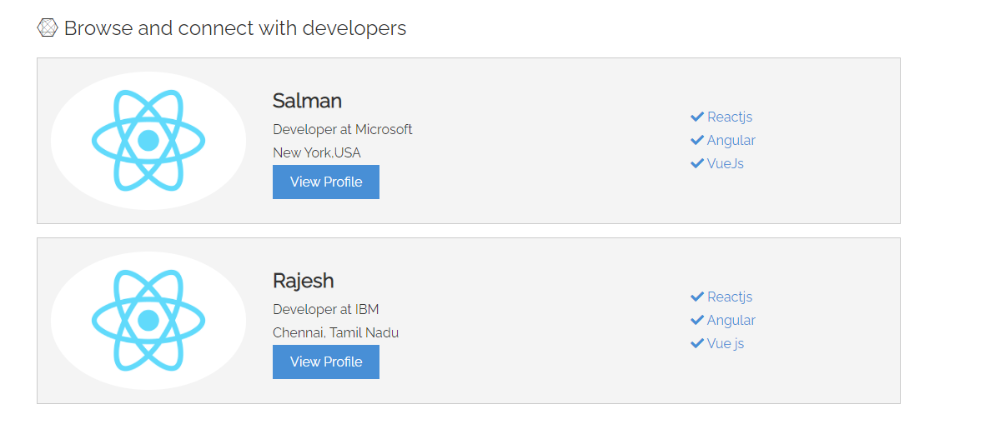 Browse and connect with developers
Salman
Developer at Microsoft
New York,USA
View Profile
Reactjs
Angular
VueJs
Rajesh
Developer at IBM
Chennai, Tamil Nadu
View Profile
Reactjs
Angular
Vue js